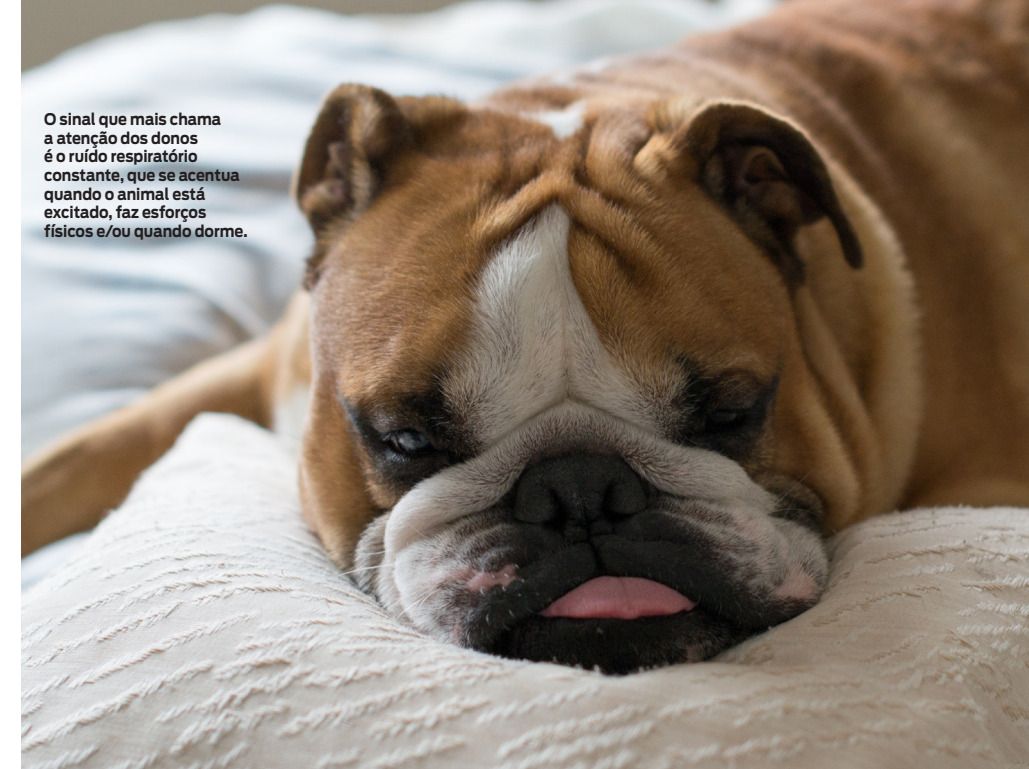 O sinal que mais chama
a atenção dos donos
é o ruído respiratório
constante, que se acentua
quando o animal está
excitado, faz esforços
físicos e/ou quando dorme.